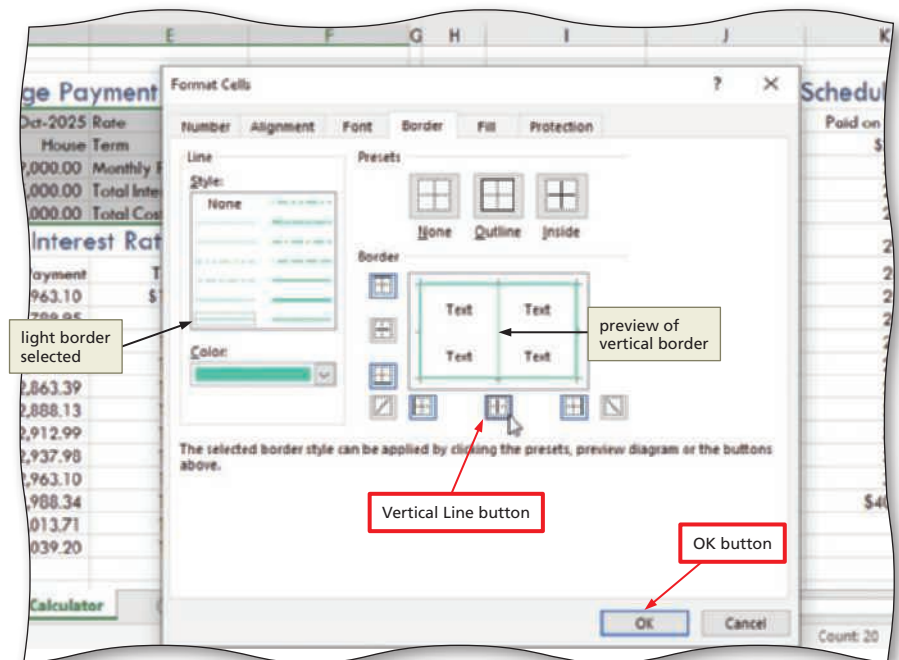 E F G H I J K
ge Payment
Schedul
Oct-2025 Rate
Paid on
House Term
$
,000.00 Monthly
,000.00 Total Inte
,000.00 Total Cos
Interest Rat
ayment T
963.10 $
789.95
2,863.39
2,888.13
2,912.99
2,937.98
2,963.10
,988.34
,013.71
,039.20
$40
Calculator
Count: 20
Format Cells ? ×
Number Alignment Font Border Fill Protection
Line
Style:
None
Color:
Presets
None Outline Inside
Border
Text Text
Text Text
The selected border style can be applied by clicking the presets, preview diagram or the buttons
above.
OK Cancel
light border
selected
preview of
vertical border
Vertical Line button
OK button